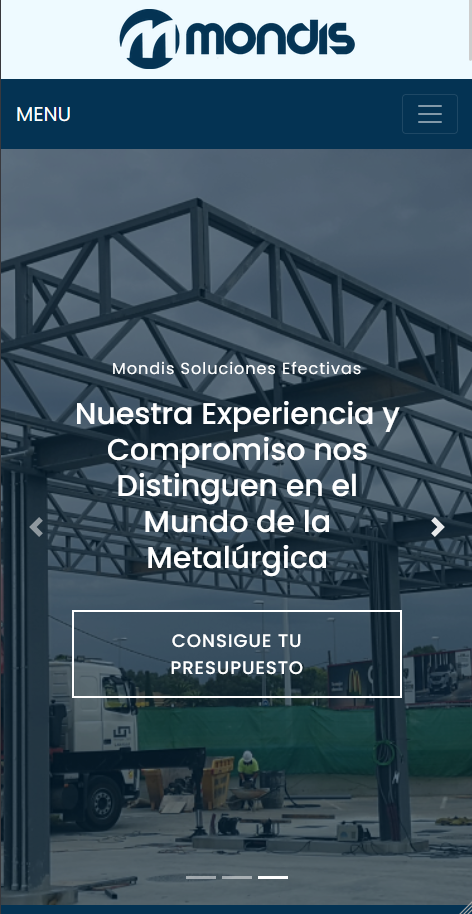 mondis
MENU
Mondis Soluciones Efectivas
Nuestra Experiencia y
Compromiso nos
Distinguen en el
Mundo de la
Metalúrgica
CONSIGUE TU
PRESUPUESTO